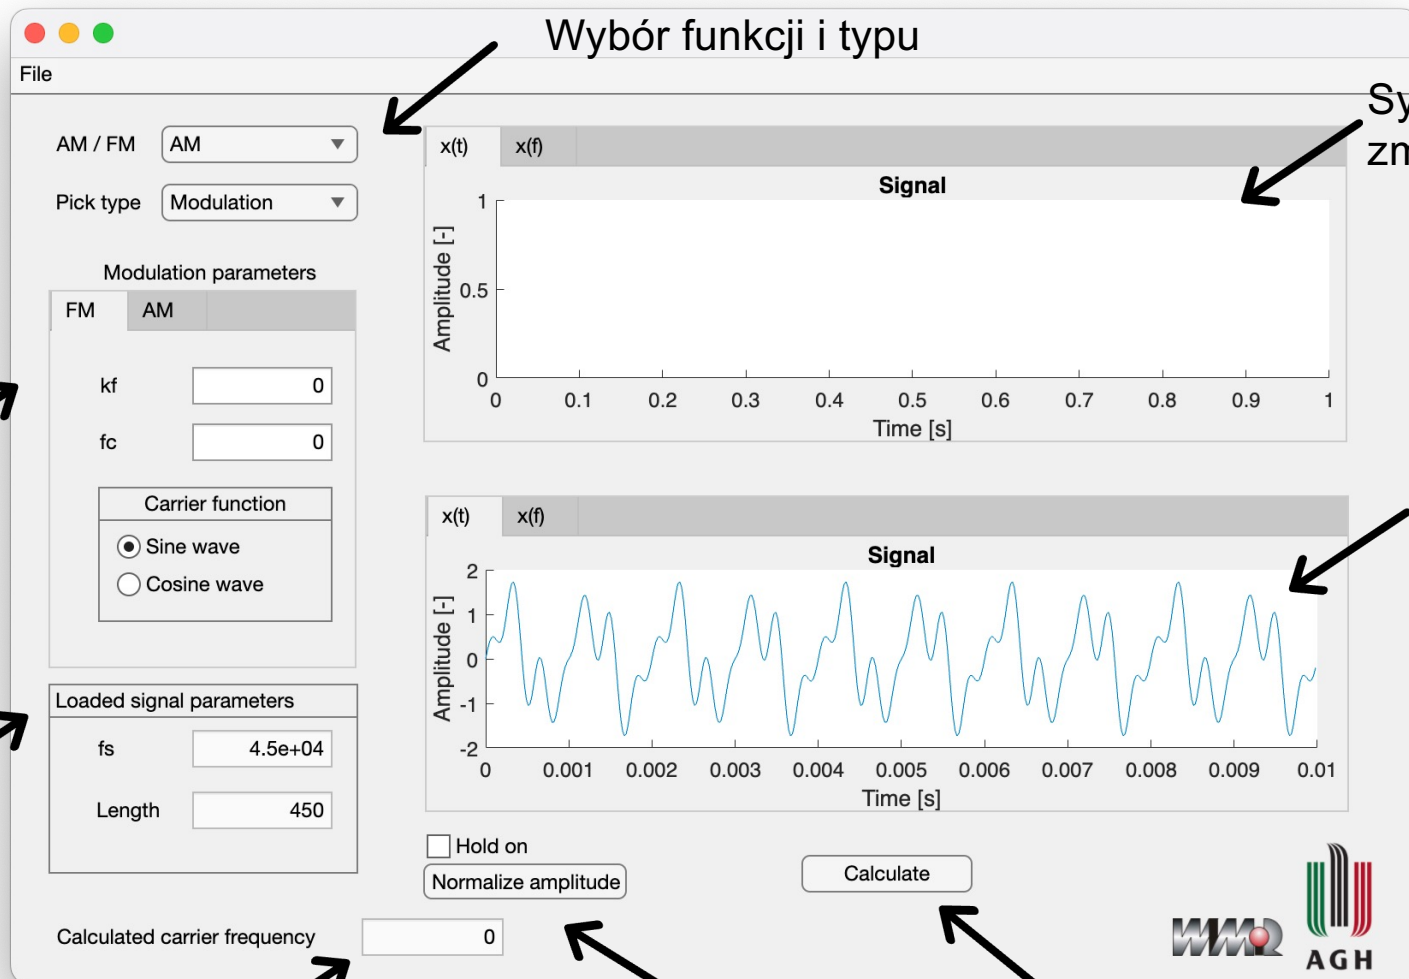 Wybór funkcji i typu
File
AM / FM AM
Pick type Modulation
Modulation parameters
FM AM
kf 0
fc 0
Carrier function
Sine wave
Cosine wave
Loaded signal parameters
fs 4.5e+04
Length 450
Calculated carrier frequency 0
x(t) x(f)
Signal
Amplitude [-]
1
0.5
0
0 0.1 0.2 0.3 0.4 0.5 0.6 0.7 0.8 0.9 1
Time [s]
x(t) x(f)
Signal
Amplitude [-]
2
1
0
-1
-2
0 0.001 0.002 0.003 0.004 0.005 0.006 0.007 0.008 0.009 0.01
Time [s]
Hold on
Normalize amplitude
Calculate
AGH